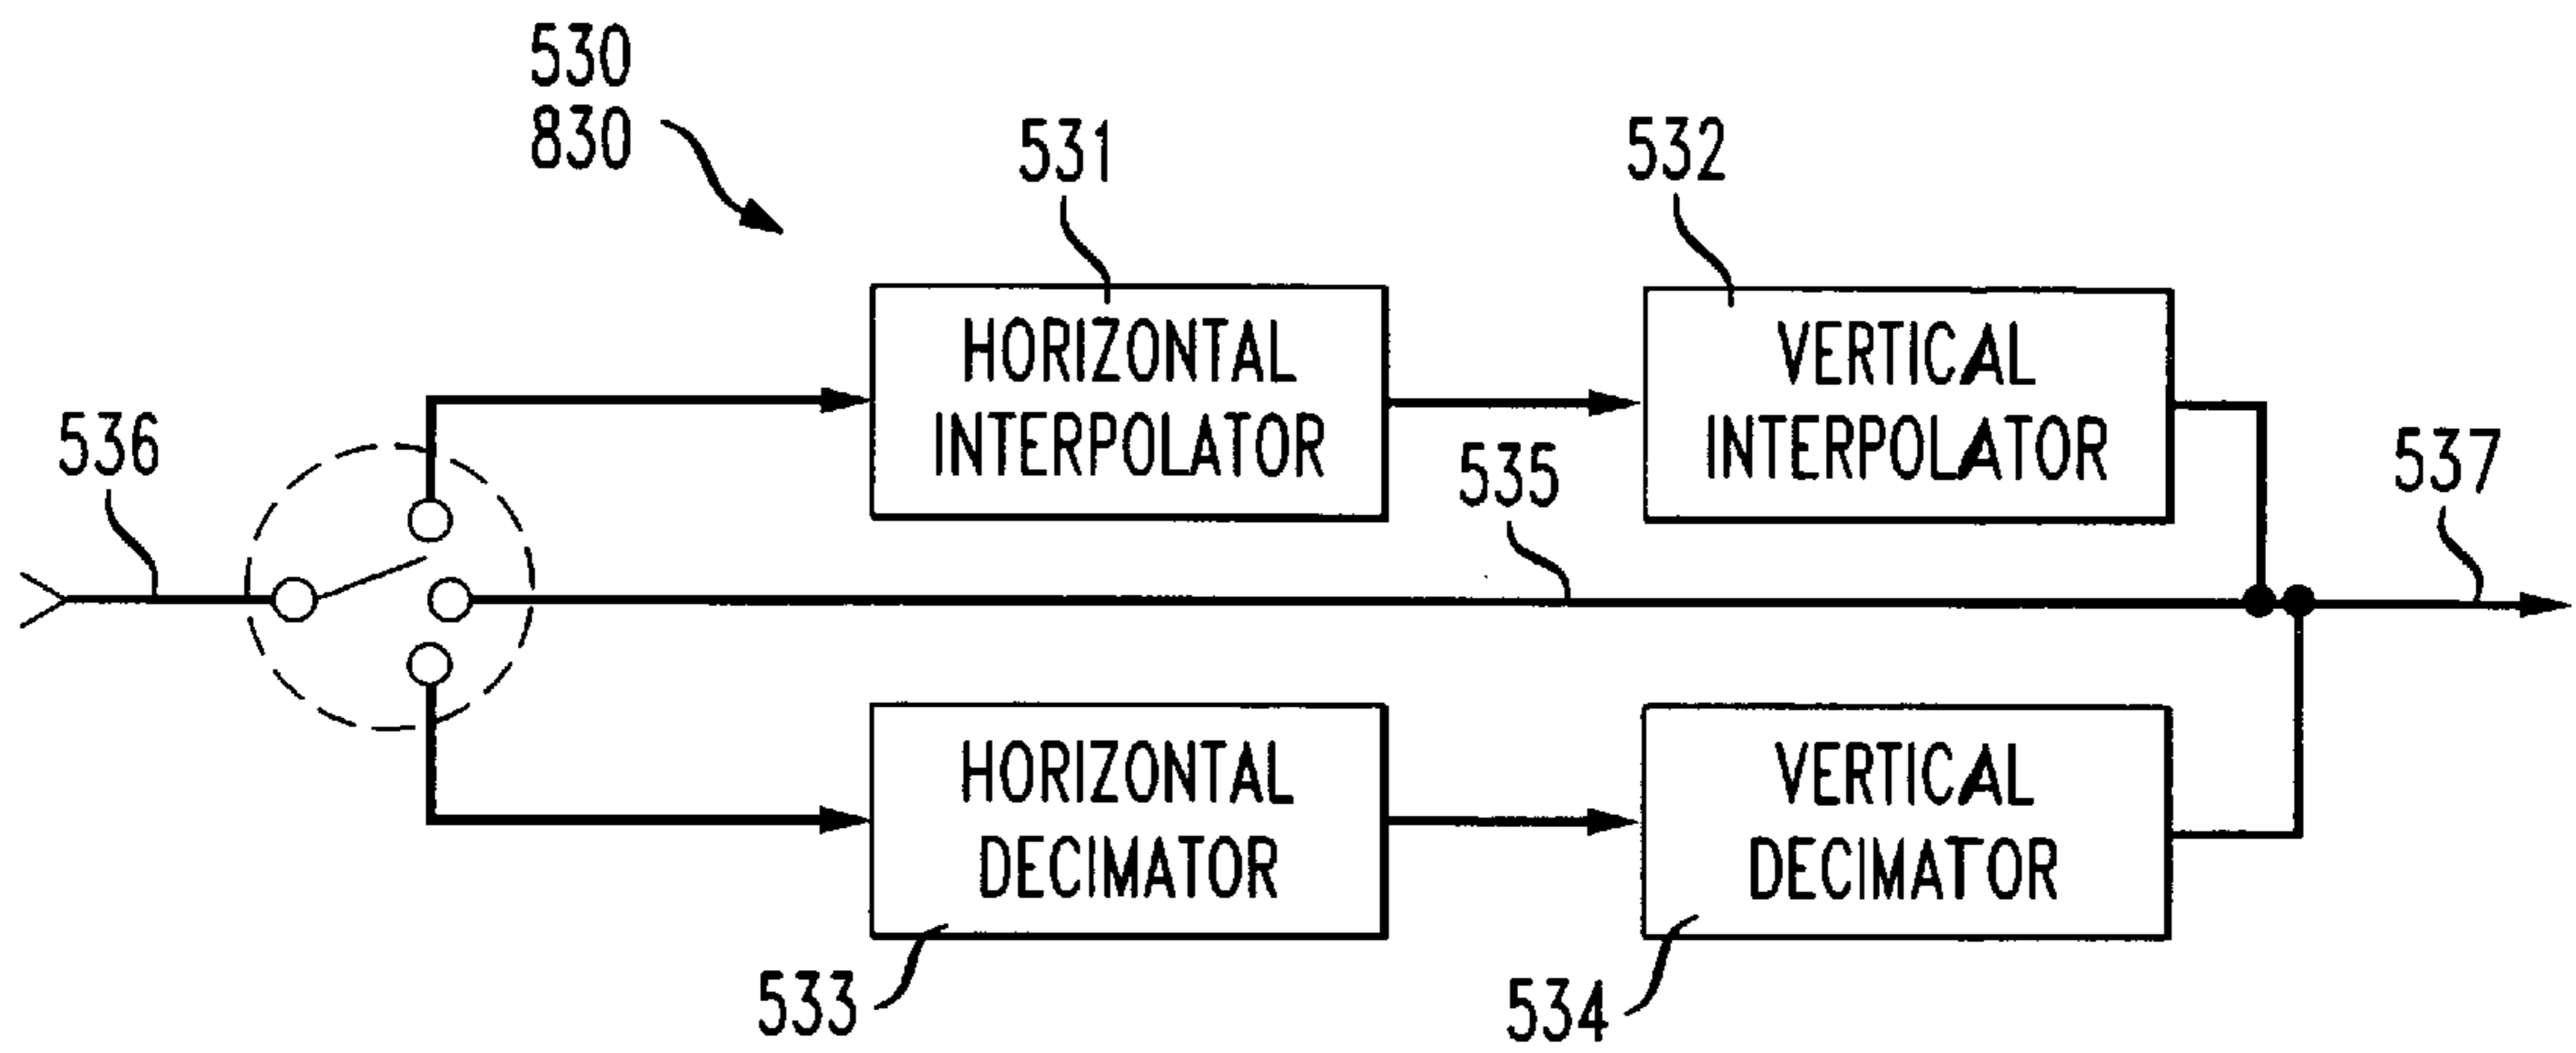 530
830
531
532
HORIZONTAL
INTERPOLATOR
VERTICAL
INTERPOLATOR
536
535
537
HORIZONTAL
DECIMATOR
VERTICAL
DECIMATOR
533
534